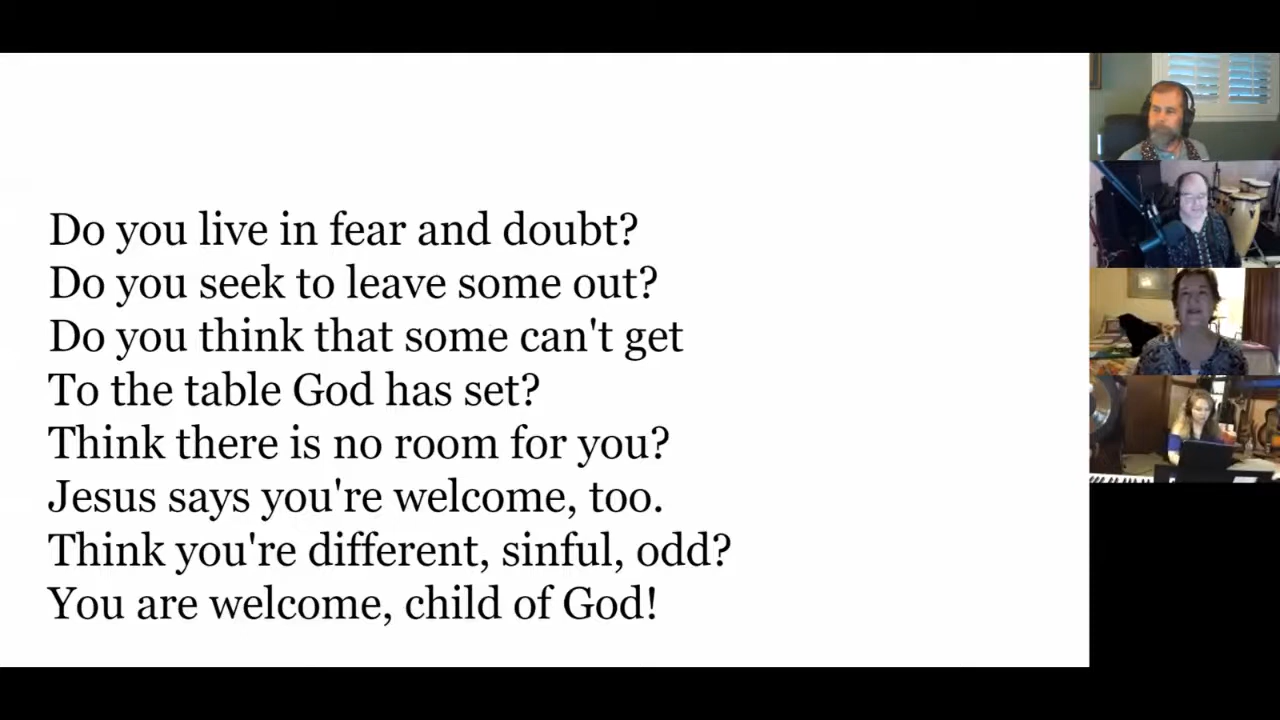 Do you live in fear and doubt?
Do you seek to leave some out?
Do you think that some can't get
To the table God has set?
Think there is no room for you?
Jesus says you're welcome, too.
Think you're different, sinful, odd?
You are welcome, child of God!